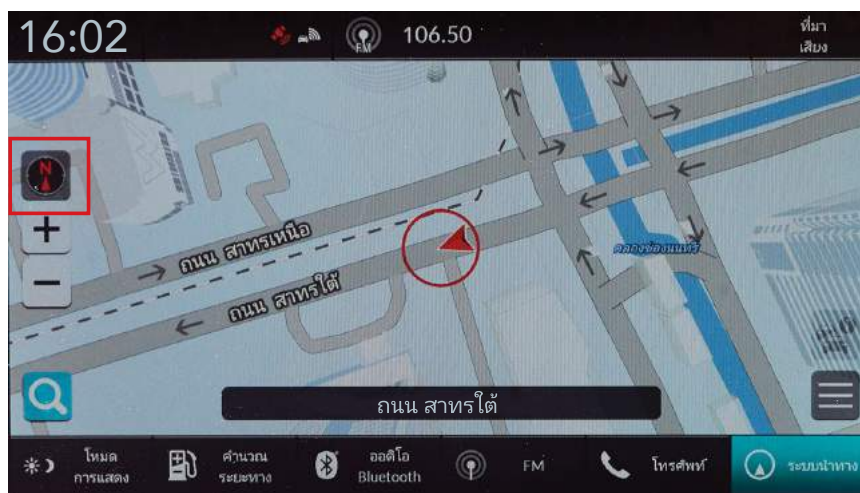 16:02
FM
106.50
ที่มา
เสียง
N
ถนน สาทรเหนือ
ถนน สาทรใต้
คลองช่องนนทรี
ถนน สาทรใต้
โหมด
การแสดง
คำนวณ
ระยะทาง
ออดิโอ
Bluetooth
FM
โทรศัพท์
ระบบนำทาง